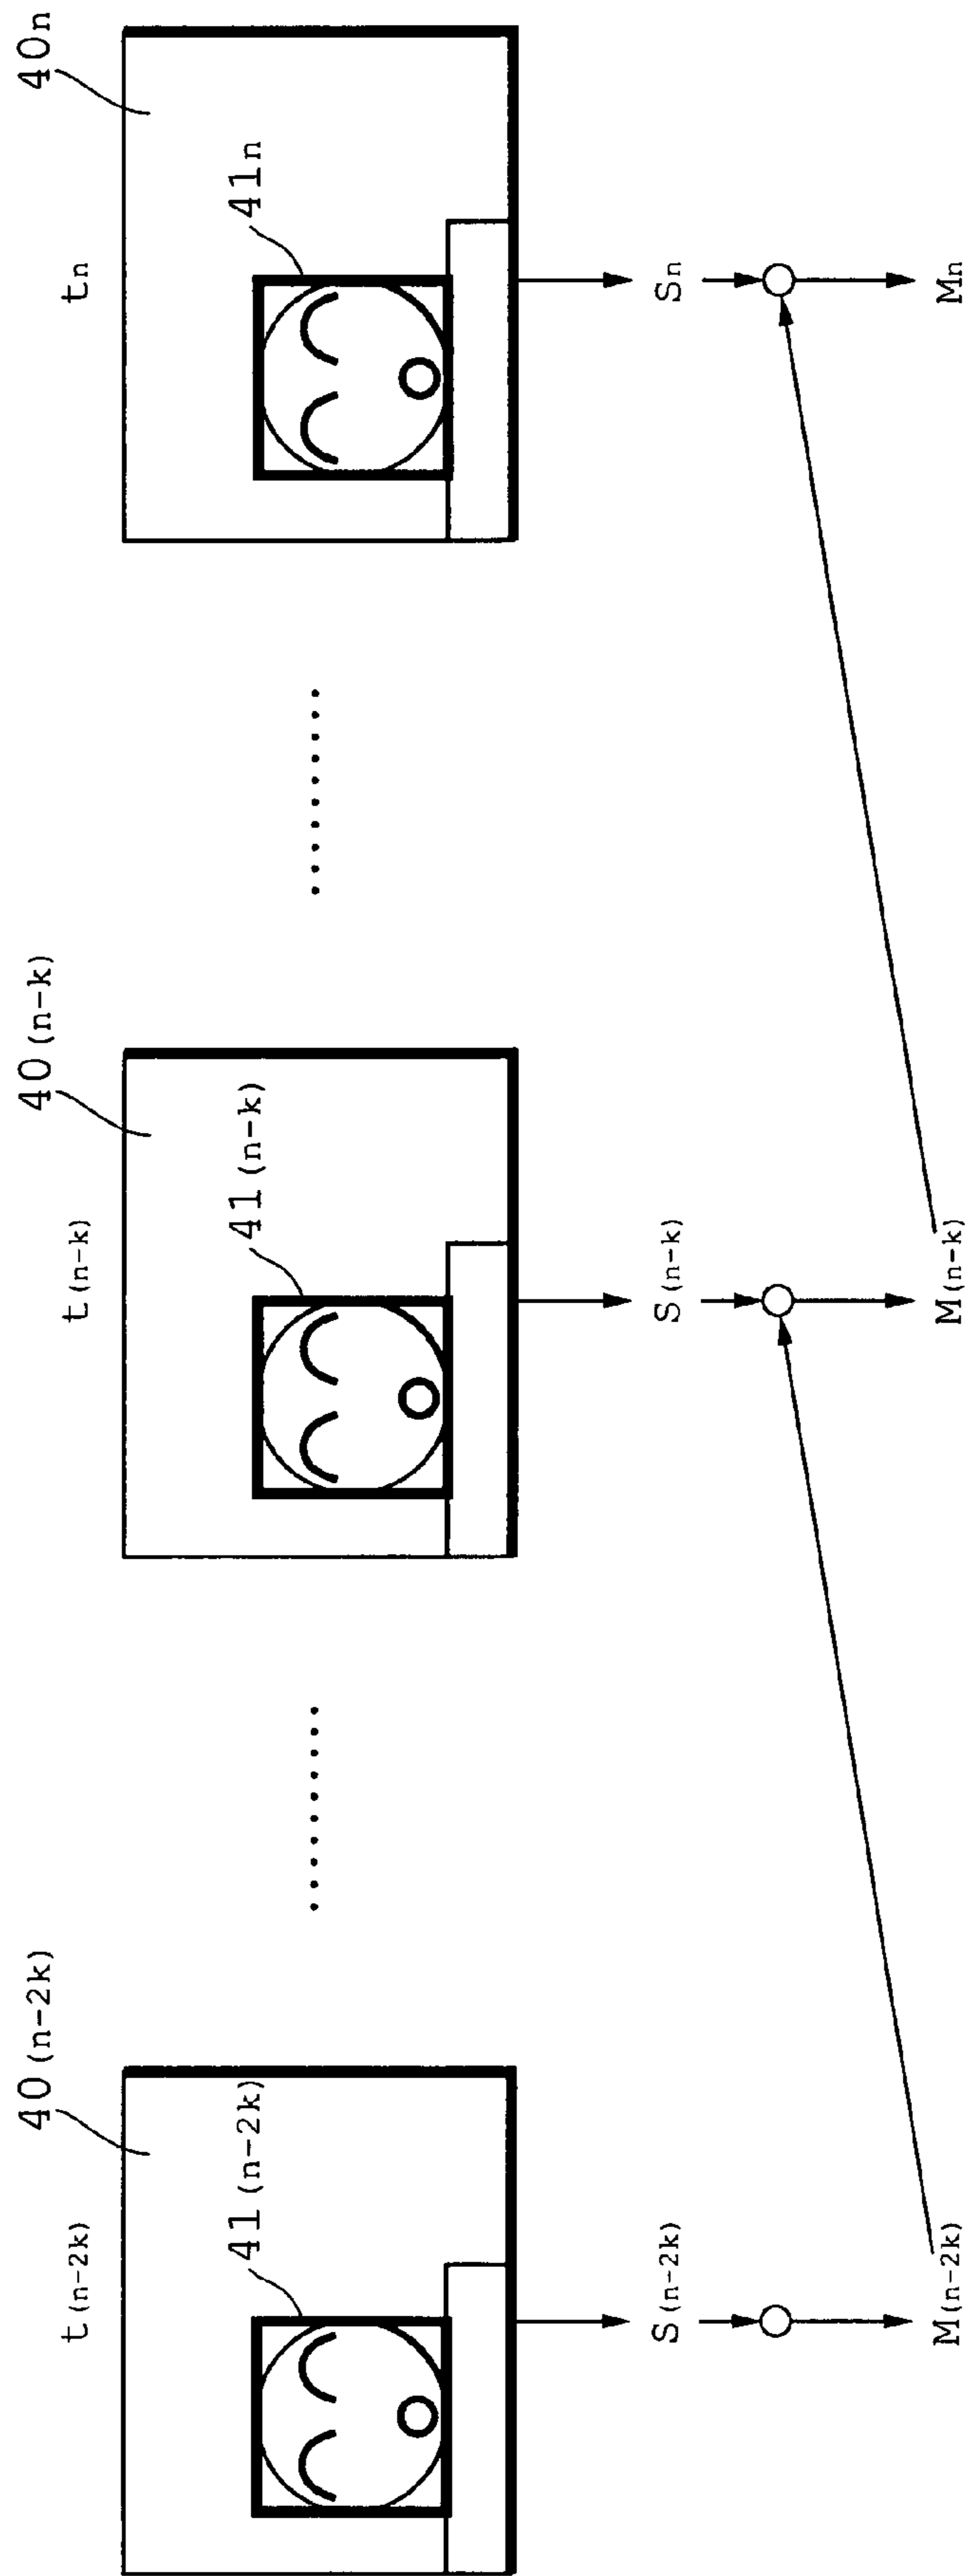 40(n-2k) 40(n-k) 40n
t(n-2k) t(n-k) tn
41(n-2k) 41(n-k) 41n
S(n-2k) S(n-k) Sn
M(n-2k) M(n-k) Mn